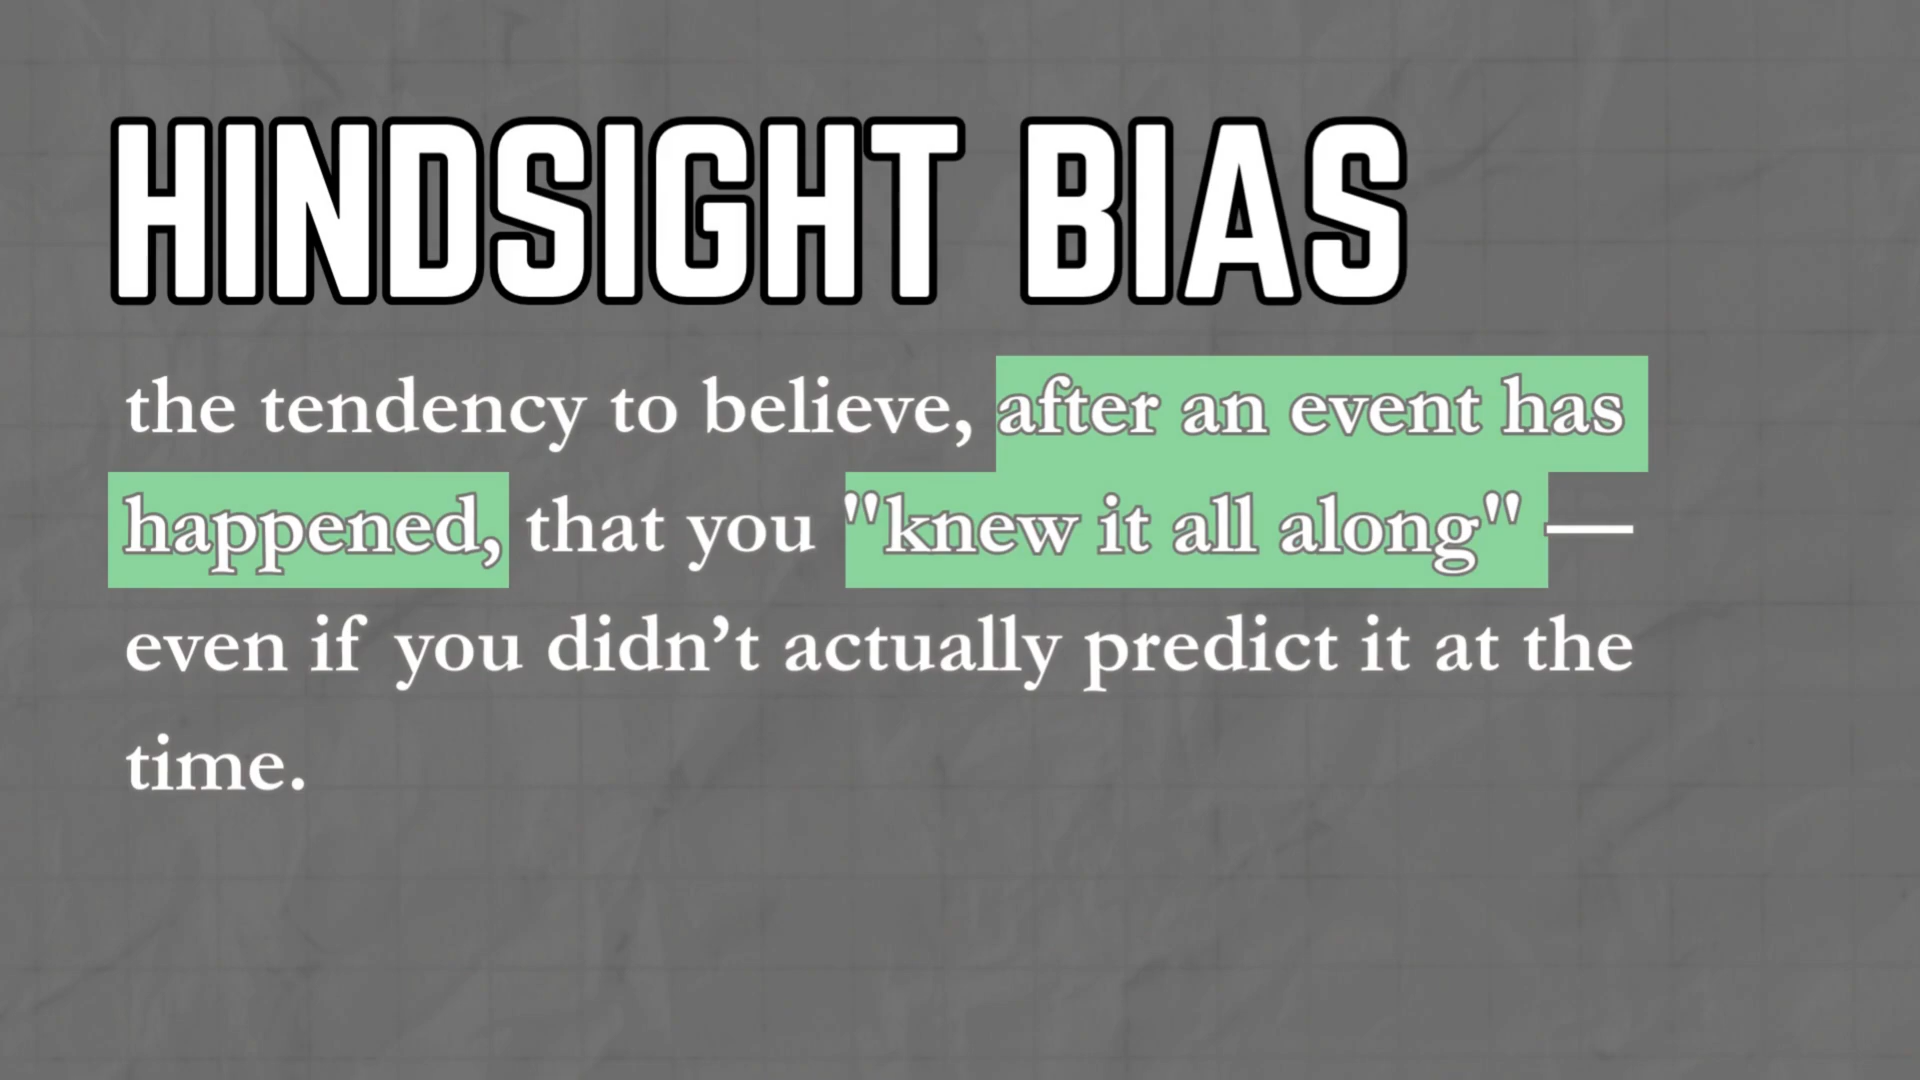 HINDSIGHT BIAS
the tendency to believe, after an event has
happened, that you "knew it all along" —
even if you didn’t actually predict it at the
time.